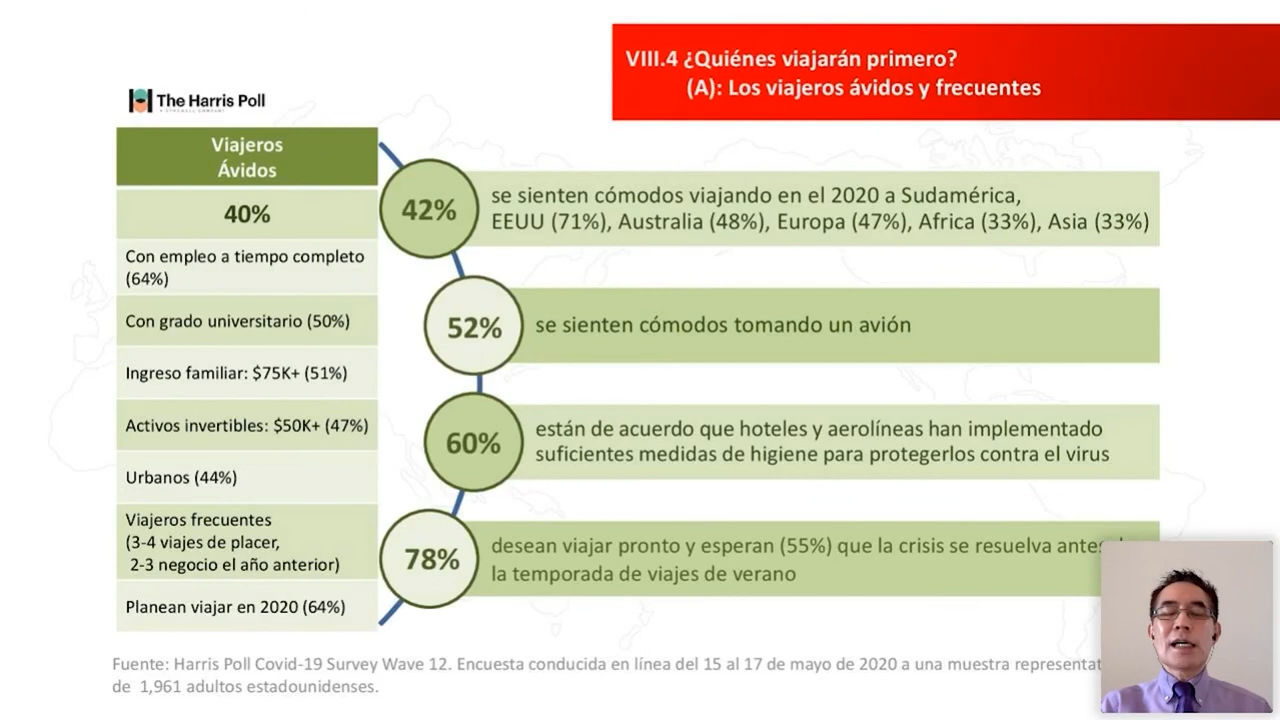 VIII.4 ¿Quiénes viajarán primero?
(A): Los viajeros ávidos y frecuentes
The Harris Poll
Viajeros
Ávidos
40%
Con empleo a tiempo completo
(64%)
Con grado universitario (50%)
Ingreso familiar: $75K+ (51%)
Activos invertibles: $50K+ (47%)
Urbanos (44%)
Viajeros frecuentes
(3-4 viajes de placer,
2-3 negocio el año anterior)
Planean viajar en 2020 (64%)
42%
se sienten cómodos viajando en el 2020 a Sudamérica,
EEUU (71%), Australia (48%), Europa (47%), Africa (33%), Asia (33%)
52%
se sienten cómodos tomando un avión
60%
están de acuerdo que hoteles y aerolíneas han implementado
suficientes medidas de higiene para protegerlos contra el virus
78%
desean viajar pronto y esperan (55%) que la crisis se resuelva
la temporada de viajes de verano
Fuente: Harris Poll Covid-19 Survey Wave 12. Encuesta conducida en línea del 15 al 17 de mayo de 2020 a una muestra
de 1,961 adultos estadounidenses.